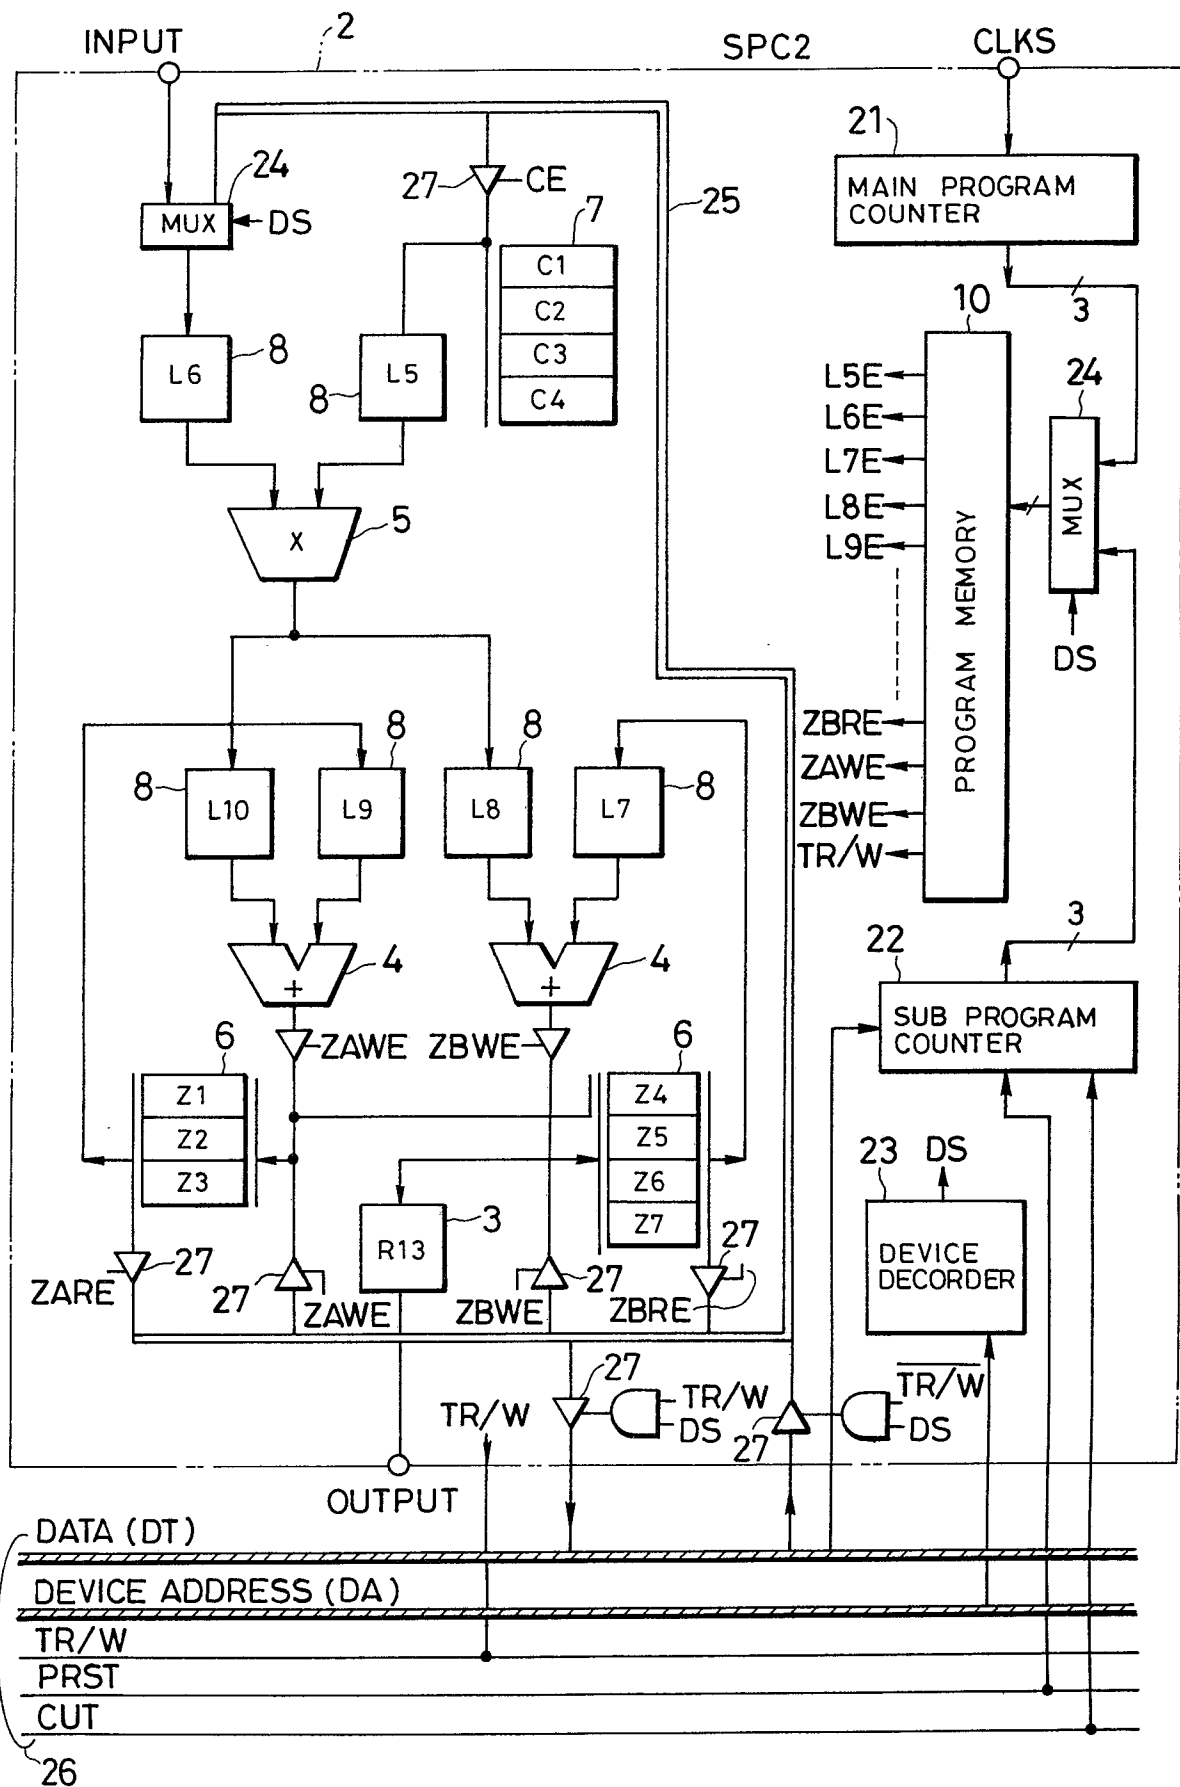 INPUT
2
SPC2
CLKS
21
MAIN PROGRAM
COUNTER
24
MUX
DS
27
CE
7
C1
C2
C3
C4
25
3
10
L6
8
L5
8
L5E
L6E
L7E
L8E
L9E
ZBRE
ZAWE
ZBWE
TR/W
PROGRAM MEMORY
24
MUX
DS
X
5
8
L10
8
L9
8
L8
L7
8
3
+
4
+
4
22
SUB PROGRAM
COUNTER
ZAWE
ZBWE
6
Z1
Z2
Z3
6
Z4
Z5
Z6
Z7
R13
3
23
DS
DEVICE
DECORDER
ZARE
27
27
ZAWE
ZBWE
27
27
ZBRE
TR/W
27
TR/W
DS
27
TR/W
DS
OUTPUT
DATA (DT)
DEVICE ADDRESS (DA)
TR/W
PRST
CUT
26